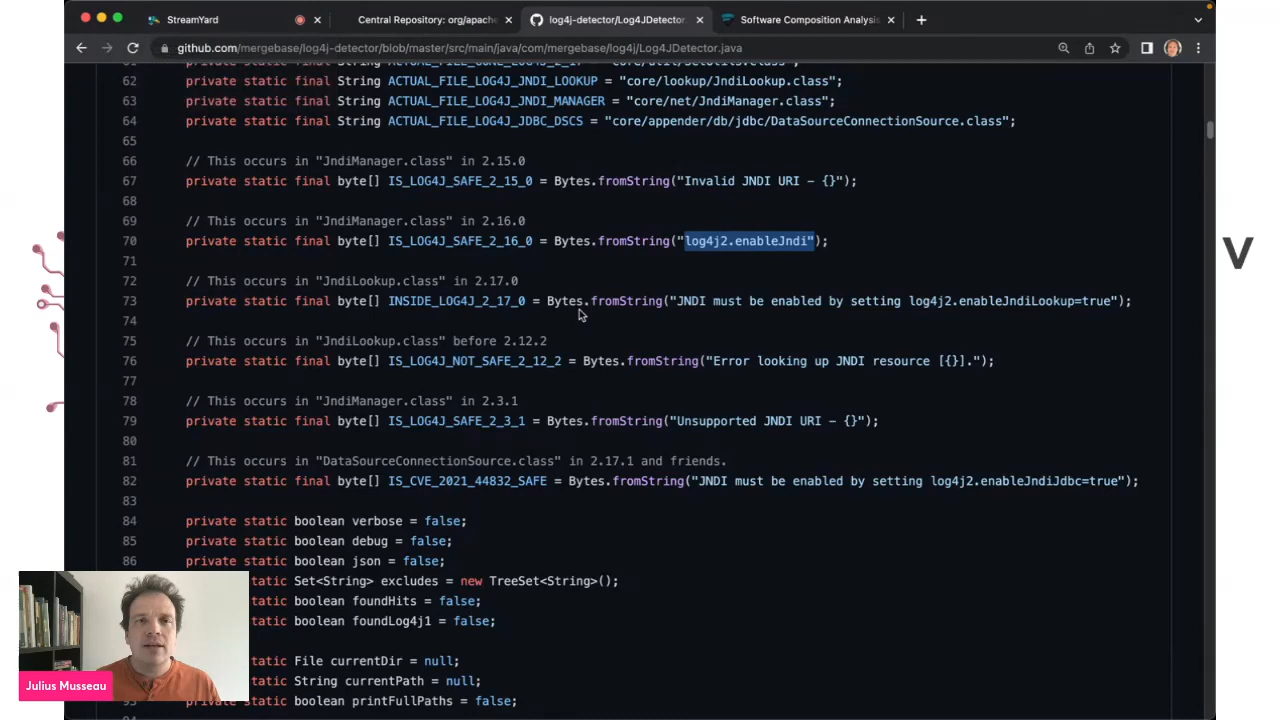 StreamYard
Central Repository: org/apache
log4j-detector/Log4JDetector.
Software Composition Analysis
github.com/mergebase/log4j-detector/blob/master/src/main/java/com/mergebase/log4j/Log4JDetector.java
62 private static final String ACTUAL_FILE_LOG4J_JNDI_LOOKUP = "core/lookup/JndiLookup.class";
63 private static final String ACTUAL_FILE_LOG4J_JNDI_MANAGER = "core/net/JndiManager.class";
64 private static final String ACTUAL_FILE_LOG4J_JDBC_DSCS = "core/appender/db/jdbc/DataSourceConnectionSource.class";
65
66 // This occurs in "JndiManager.class" in 2.15.0
67 private static final byte[] IS_LOG4J_SAFE_2_15_0 = Bytes.fromString("Invalid JNDI URI - {}");
68
69 // This occurs in "JndiManager.class" in 2.16.0
70 private static final byte[] IS_LOG4J_SAFE_2_16_0 = Bytes.fromString("log4j2.enableJndi");
71
72 // This occurs in "JndiLookup.class" in 2.17.0
73 private static final byte[] INSIDE_LOG4J_2_17_0 = Bytes.fromString("JNDI must be enabled by setting log4j2.enableJndiLookup=true");
74
75 // This occurs in "JndiLookup.class" before 2.12.2
76 private static final byte[] IS_LOG4J_NOT_SAFE_2_12_2 = Bytes.fromString("Error looking up JNDI resource [{}].");
77
78 // This occurs in "JndiManager.class" in 2.3.1
79 private static final byte[] IS_LOG4J_SAFE_2_3_1 = Bytes.fromString("Unsupported JNDI URI - {}");
80
81 // This occurs in "DataSourceConnectionSource.class" in 2.17.1 and friends.
82 private static final byte[] IS_CVE_2021_44832_SAFE = Bytes.fromString("JNDI must be enabled by setting log4j2.enableJndiJdbc=true");
83
84 private static boolean verbose = false;
85 private static boolean debug = false;
86 private static boolean json = false;
tatic Set<String> excludes = new TreeSet<String>();
tatic boolean foundHits = false;
tatic boolean foundLog4j1 = false;
tatic File currentDir = null;
tatic String currentPath = null;
tatic boolean printFullPaths = false;
Julius Musseau
V